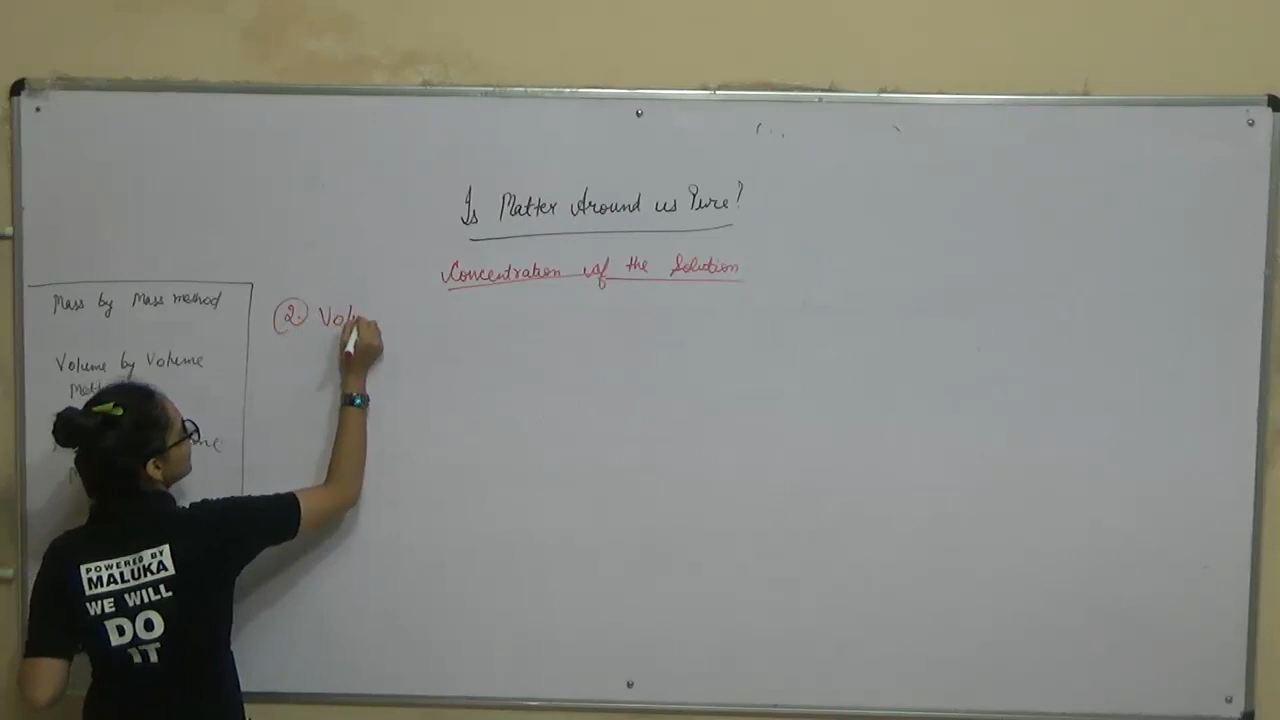 Is Matter Around us Pure?
Concentration of the Solution
Mass by Mass method
Volume by Volume
2. Volu
POWERED BY
MALUKA
WE WILL
DO
IT